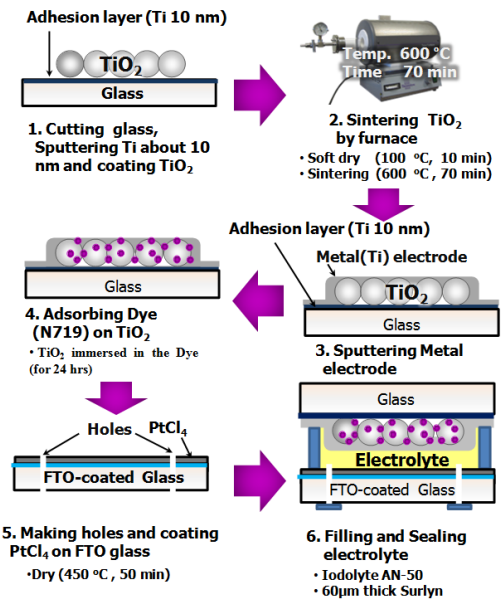 Adhesion layer (Ti 10 nm)
TiO₂
Glass
1. Cutting glass,
Sputtering Ti about 10
nm and coating TiO₂
Temp. 600 °C
Time 70 min
2. Sintering TiO₂
by furnace
• Soft dry (100 °C, 10 min)
• Sintering (600 °C , 70 min)
Adhesion layer (Ti 10 nm)
Metal(Ti) electrode
TiO₂
Glass
3. Sputtering Metal
electrode
Glass
4. Adsorbing Dye
(N719) on TiO₂
• TiO₂ immersed in the Dye
(for 24 hrs)
Holes PtCl₄
FTO-coated Glass
5. Making holes and coating
PtCl₄ on FTO glass
•Dry (450 °C , 50 min)
Glass
Electrolyte
FTO-coated Glass
6. Filling and Sealing
electrolyte
• Iodolyte AN-50
• 60μm thick Surlyn